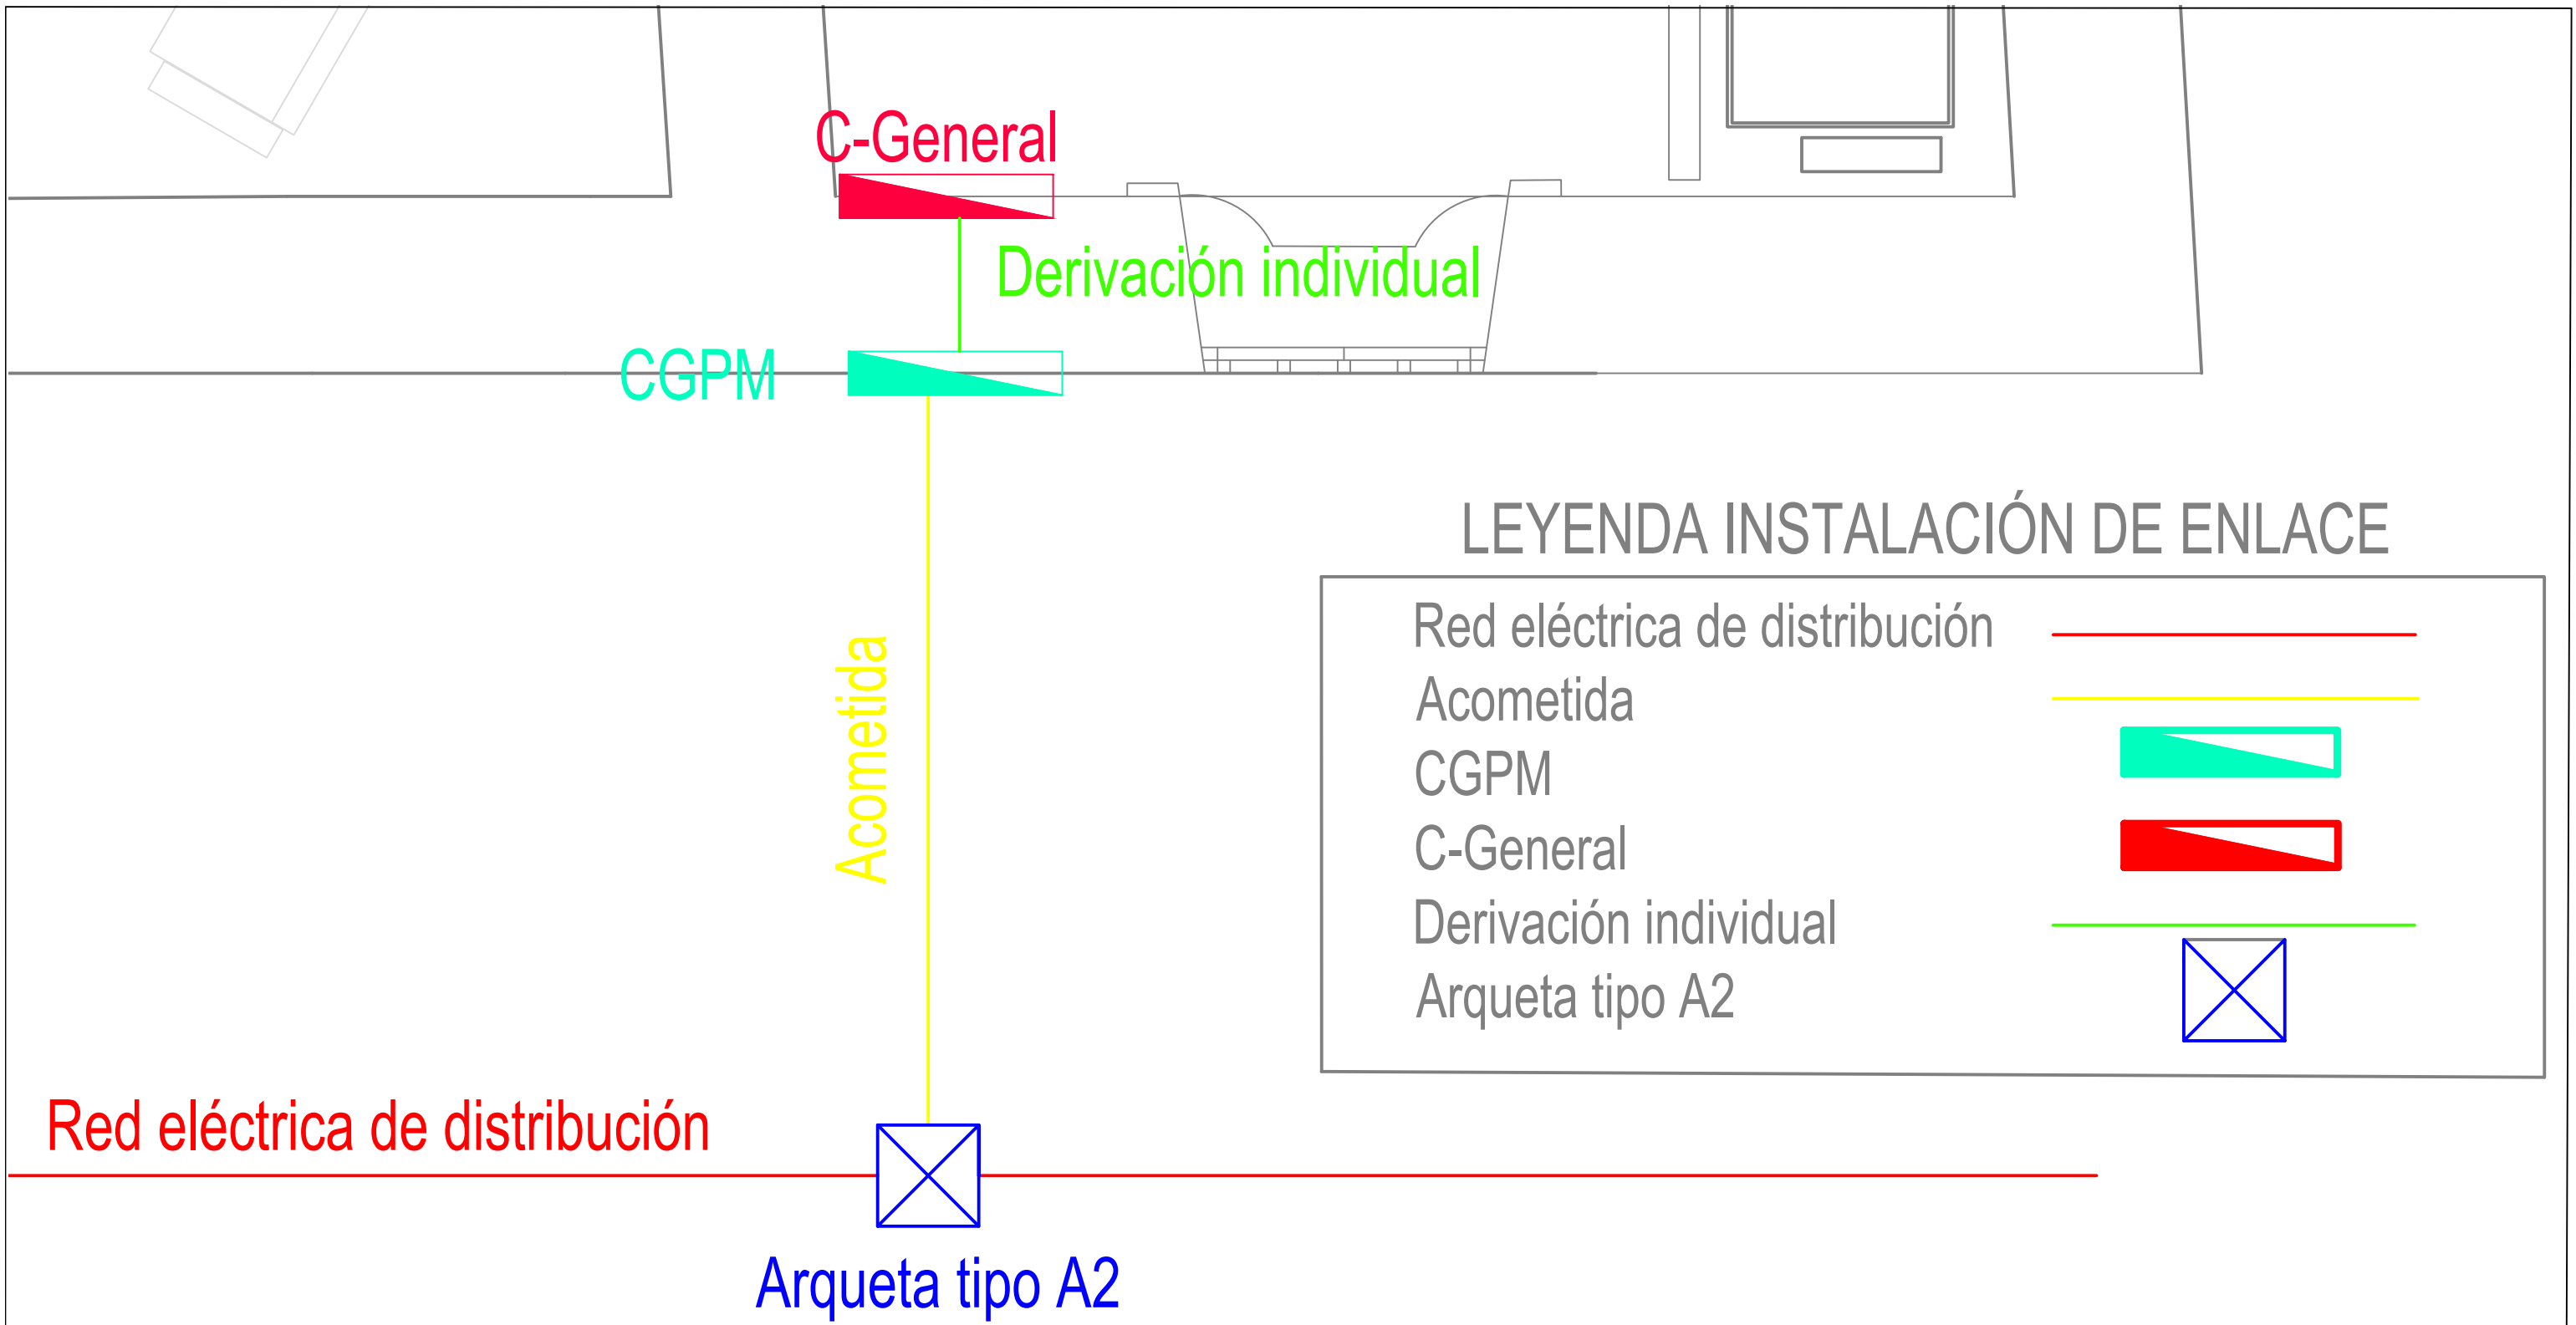 C-General
Derivación individual
CGPM
Acometida
LEYENDA INSTALACIÓN DE ENLACE
Red eléctrica de distribución
Acometida
CGPM
C-General
Derivación individual
Arqueta tipo A2
Red eléctrica de distribución
Arqueta tipo A2